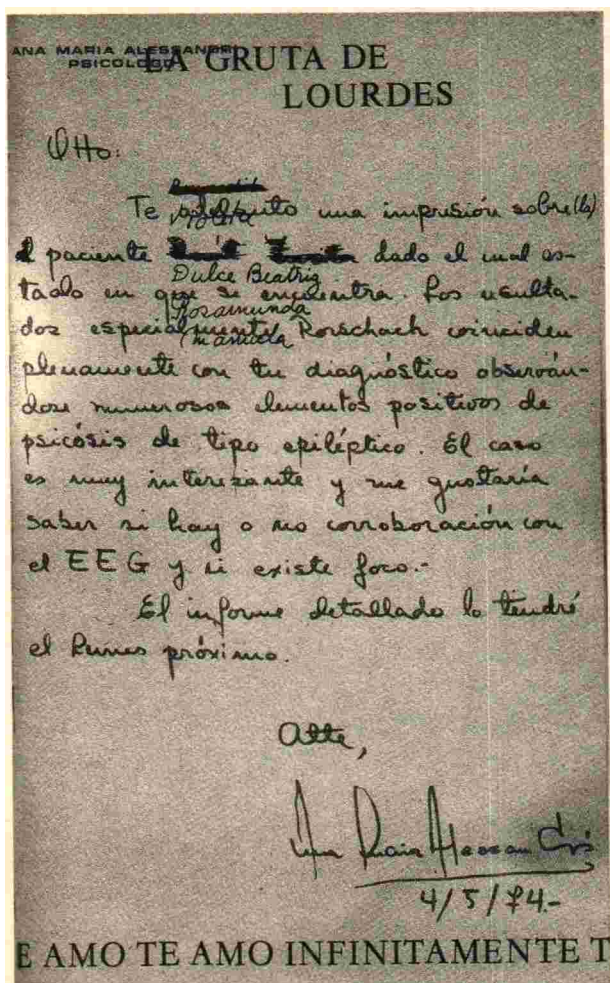 ANA MARIA ALESSANDRI
PSICOLOGO
LA GRUTA DE
LOURDES
Otto:
Te adjunto una impresión sobre (la)
el paciente dado el mal es-
Dulce Beatriz
tado en que se encuentra. Los resulta-
Rosamunda
dos especialmente Rorschach coinciden
plenamente con tu diagnóstico observán-
dose numerosos elementos positivos de
psicósis de tipo epiléptico. El caso
es muy interesante y me gustaría
saber si hay o no corroboración con
el EEG y si existe foco.-
El informe detallado lo tendré
el Lunes próximo.
Atte,
4/5/74.-
E AMO TE AMO INFINITAMENTE T